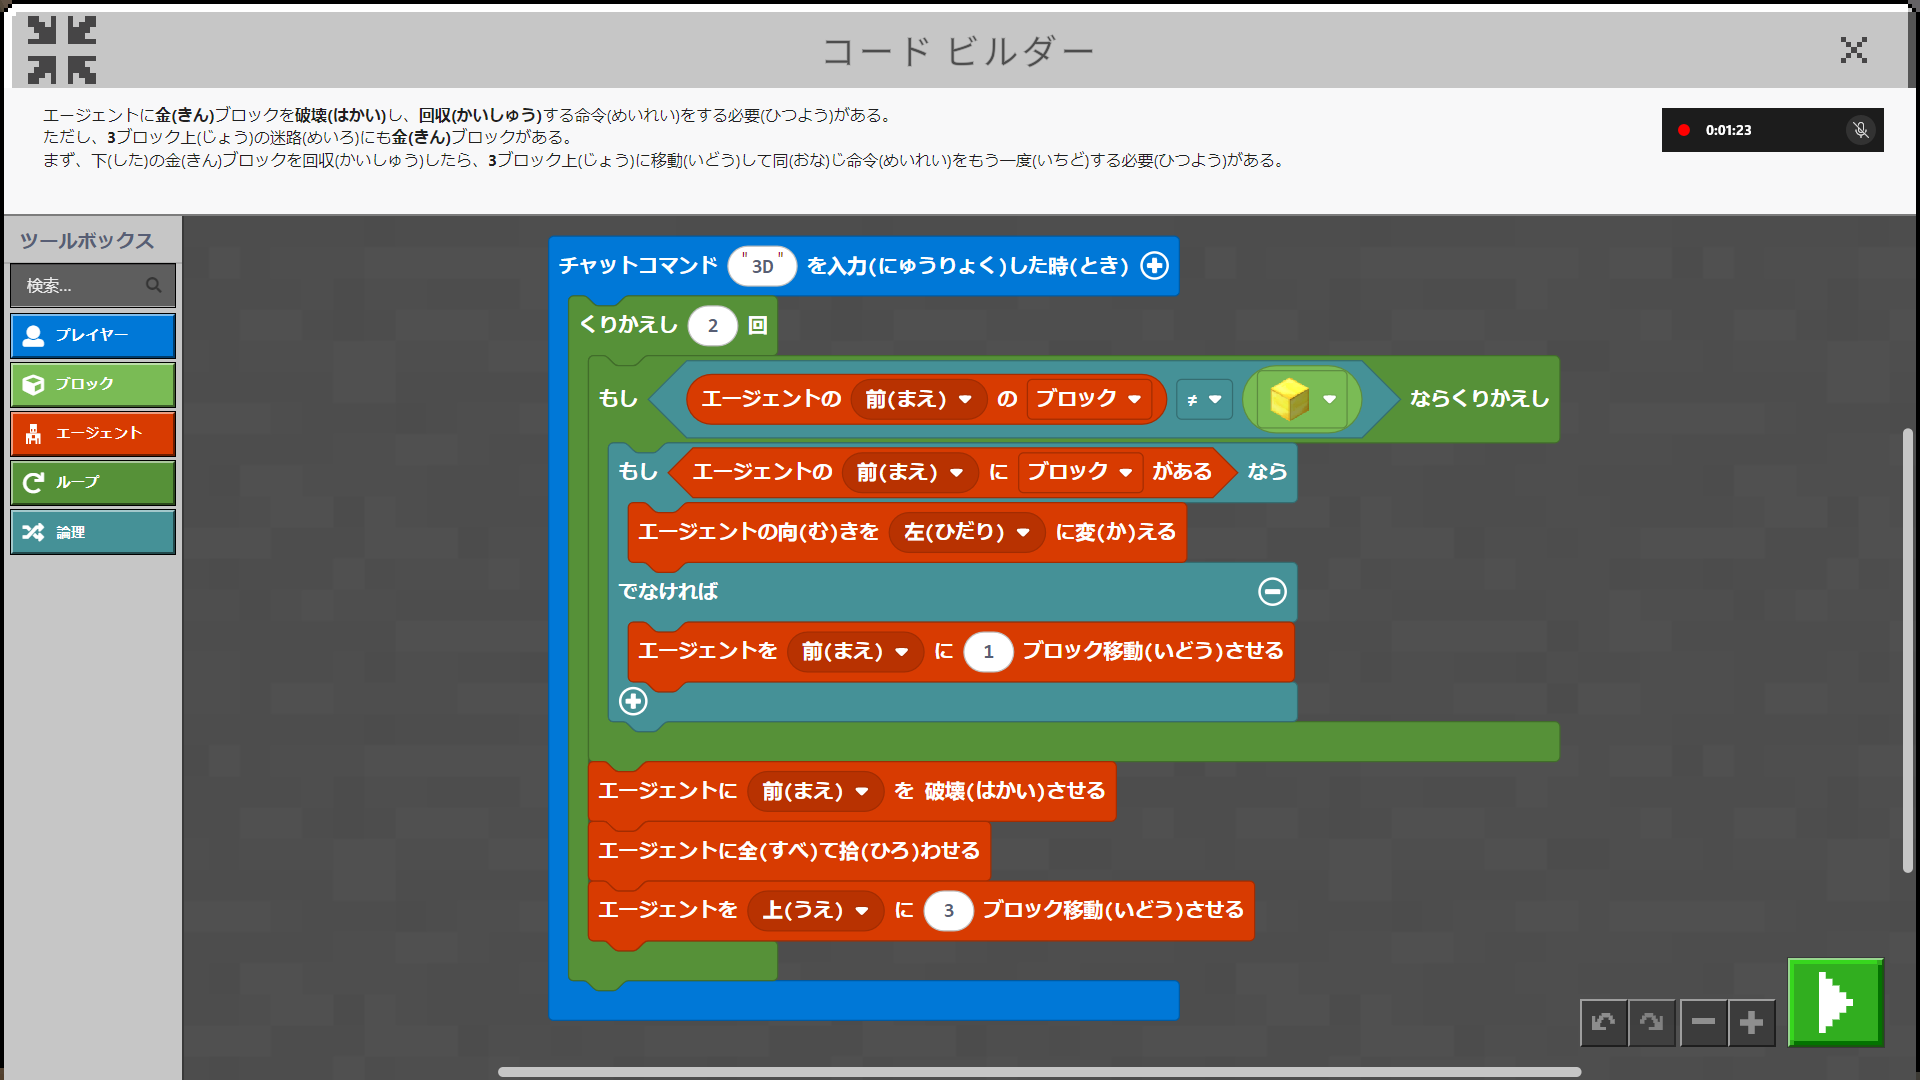 コード ビルダー
エージェントに金(きん)ブロックを破壊(はかい)し、回収(かいしゅう)する命令(めいれい)をする必要(ひつよう)がある。
ただし、3ブロック上(じょう)の迷路(めいろ)にも金(きん)ブロックがある。
まず、下(した)の金(きん)ブロックを回収(かいしゅう)したら、3ブロック上(じょう)に移動(いどう)して同(おな)じ命令(めいれい)をもう一度(いちど)する必要(ひつよう)がある。
0:01:23
ツールボックス
検索...
プレイヤー
ブロック
エージェント
ループ
論理
チャットコマンド "3D" を入力(にゅうりょく)した時(とき)
くりかえし 2 回
もし エージェントの 前(まえ) の ブロック ≠ ならくりかえし
もし エージェントの 前(まえ) に ブロック がある なら
エージェントの向(む)きを 左(ひだり) に変(か)える
でなければ
エージェントを 前(まえ) に 1 ブロック移動(いどう)させる
エージェントに 前(まえ) を 破壊(はかい)させる
エージェントに全(すべ)て拾(ひろ)わせる
エージェントを 上(うえ) に 3 ブロック移動(いどう)させる